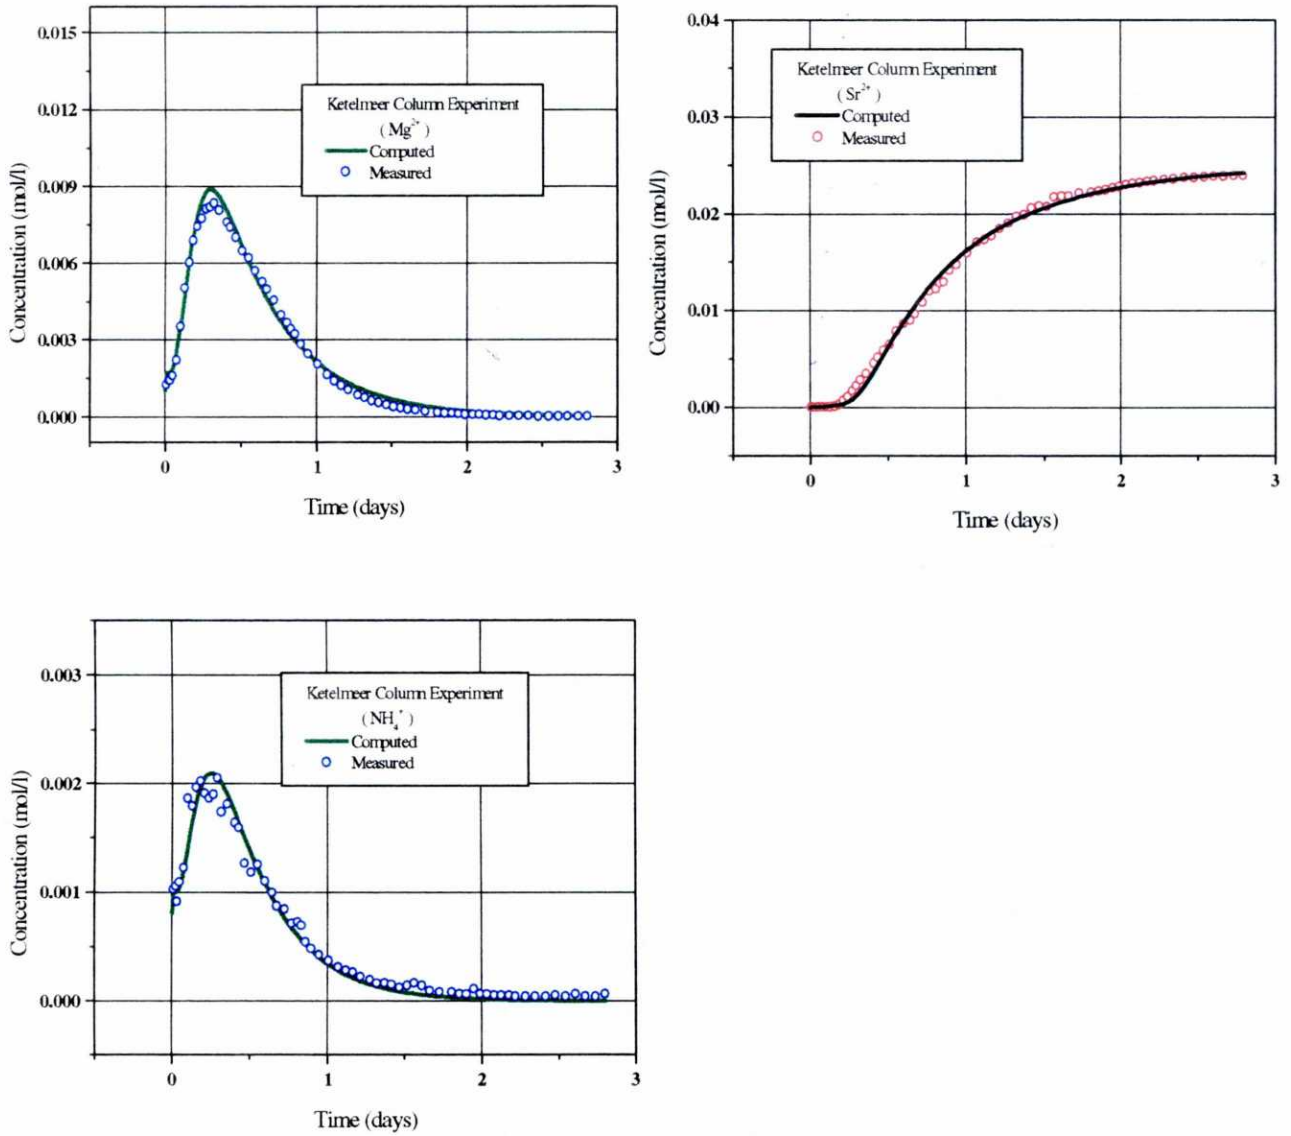 0.015
0.012
0.009
0.006
0.003
0.000
Concentration (mol/l)
Ketelmeer Column Experiment
( Mg2+ )
Computed
Measured
0
1
2
3
Time (days)
0.04
0.03
0.02
0.01
0.00
Concentration (mol/l)
Ketelmeer Column Experiment
( Sr2+ )
Computed
Measured
0
1
2
3
Time (days)
0.003
0.002
0.001
0.000
Concentration (mol/l)
Ketelmeer Column Experiment
( NH4+ )
Computed
Measured
0
1
2
3
Time (days)